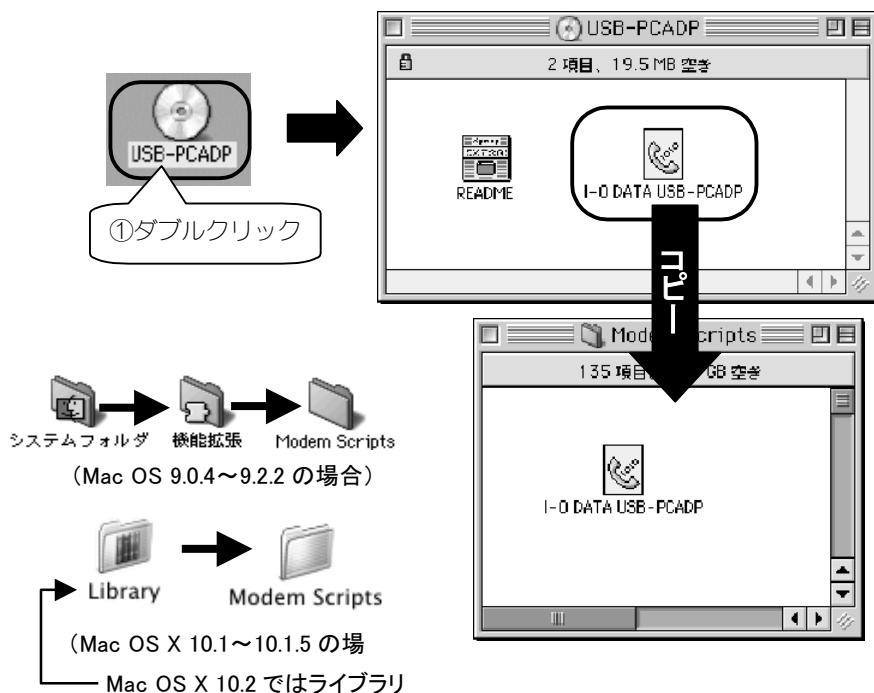 USB-PCADP
①ダブルクリック
USB-PCADP
2 項目、19.5 MB 空き
README
I-O DATA USB-PCADP
コピー
Modem Scripts
135 項目 GB 空き
I-O DATA USB-PCADP
システムフォルダ
機能拡張
Modem Scripts
（Mac OS 9.0.4～9.2.2 の場合）
Library
Modem Scripts
（Mac OS X 10.1～10.1.5 の場
Mac OS X 10.2 ではライブラリ